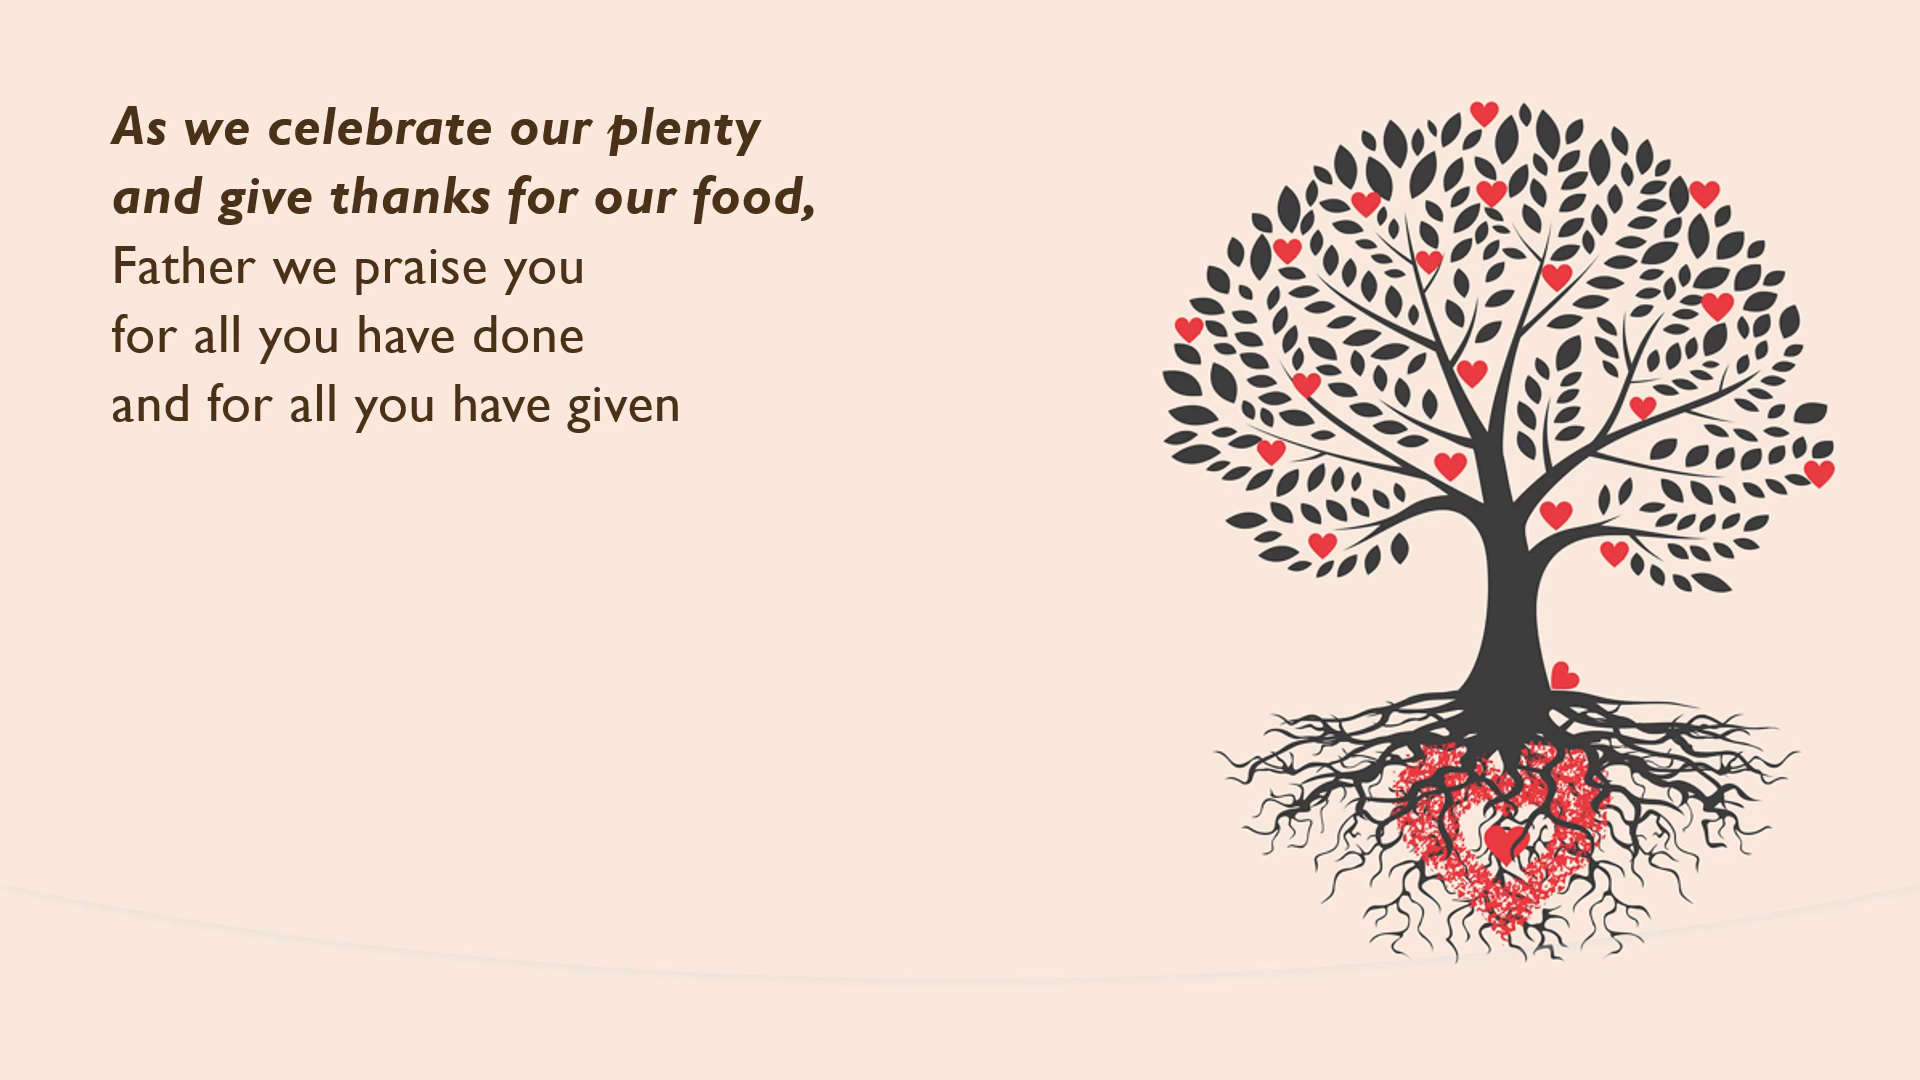 As we celebrate our plenty
and give thanks for our food,
Father we praise you
for all you have done
and for all you have given